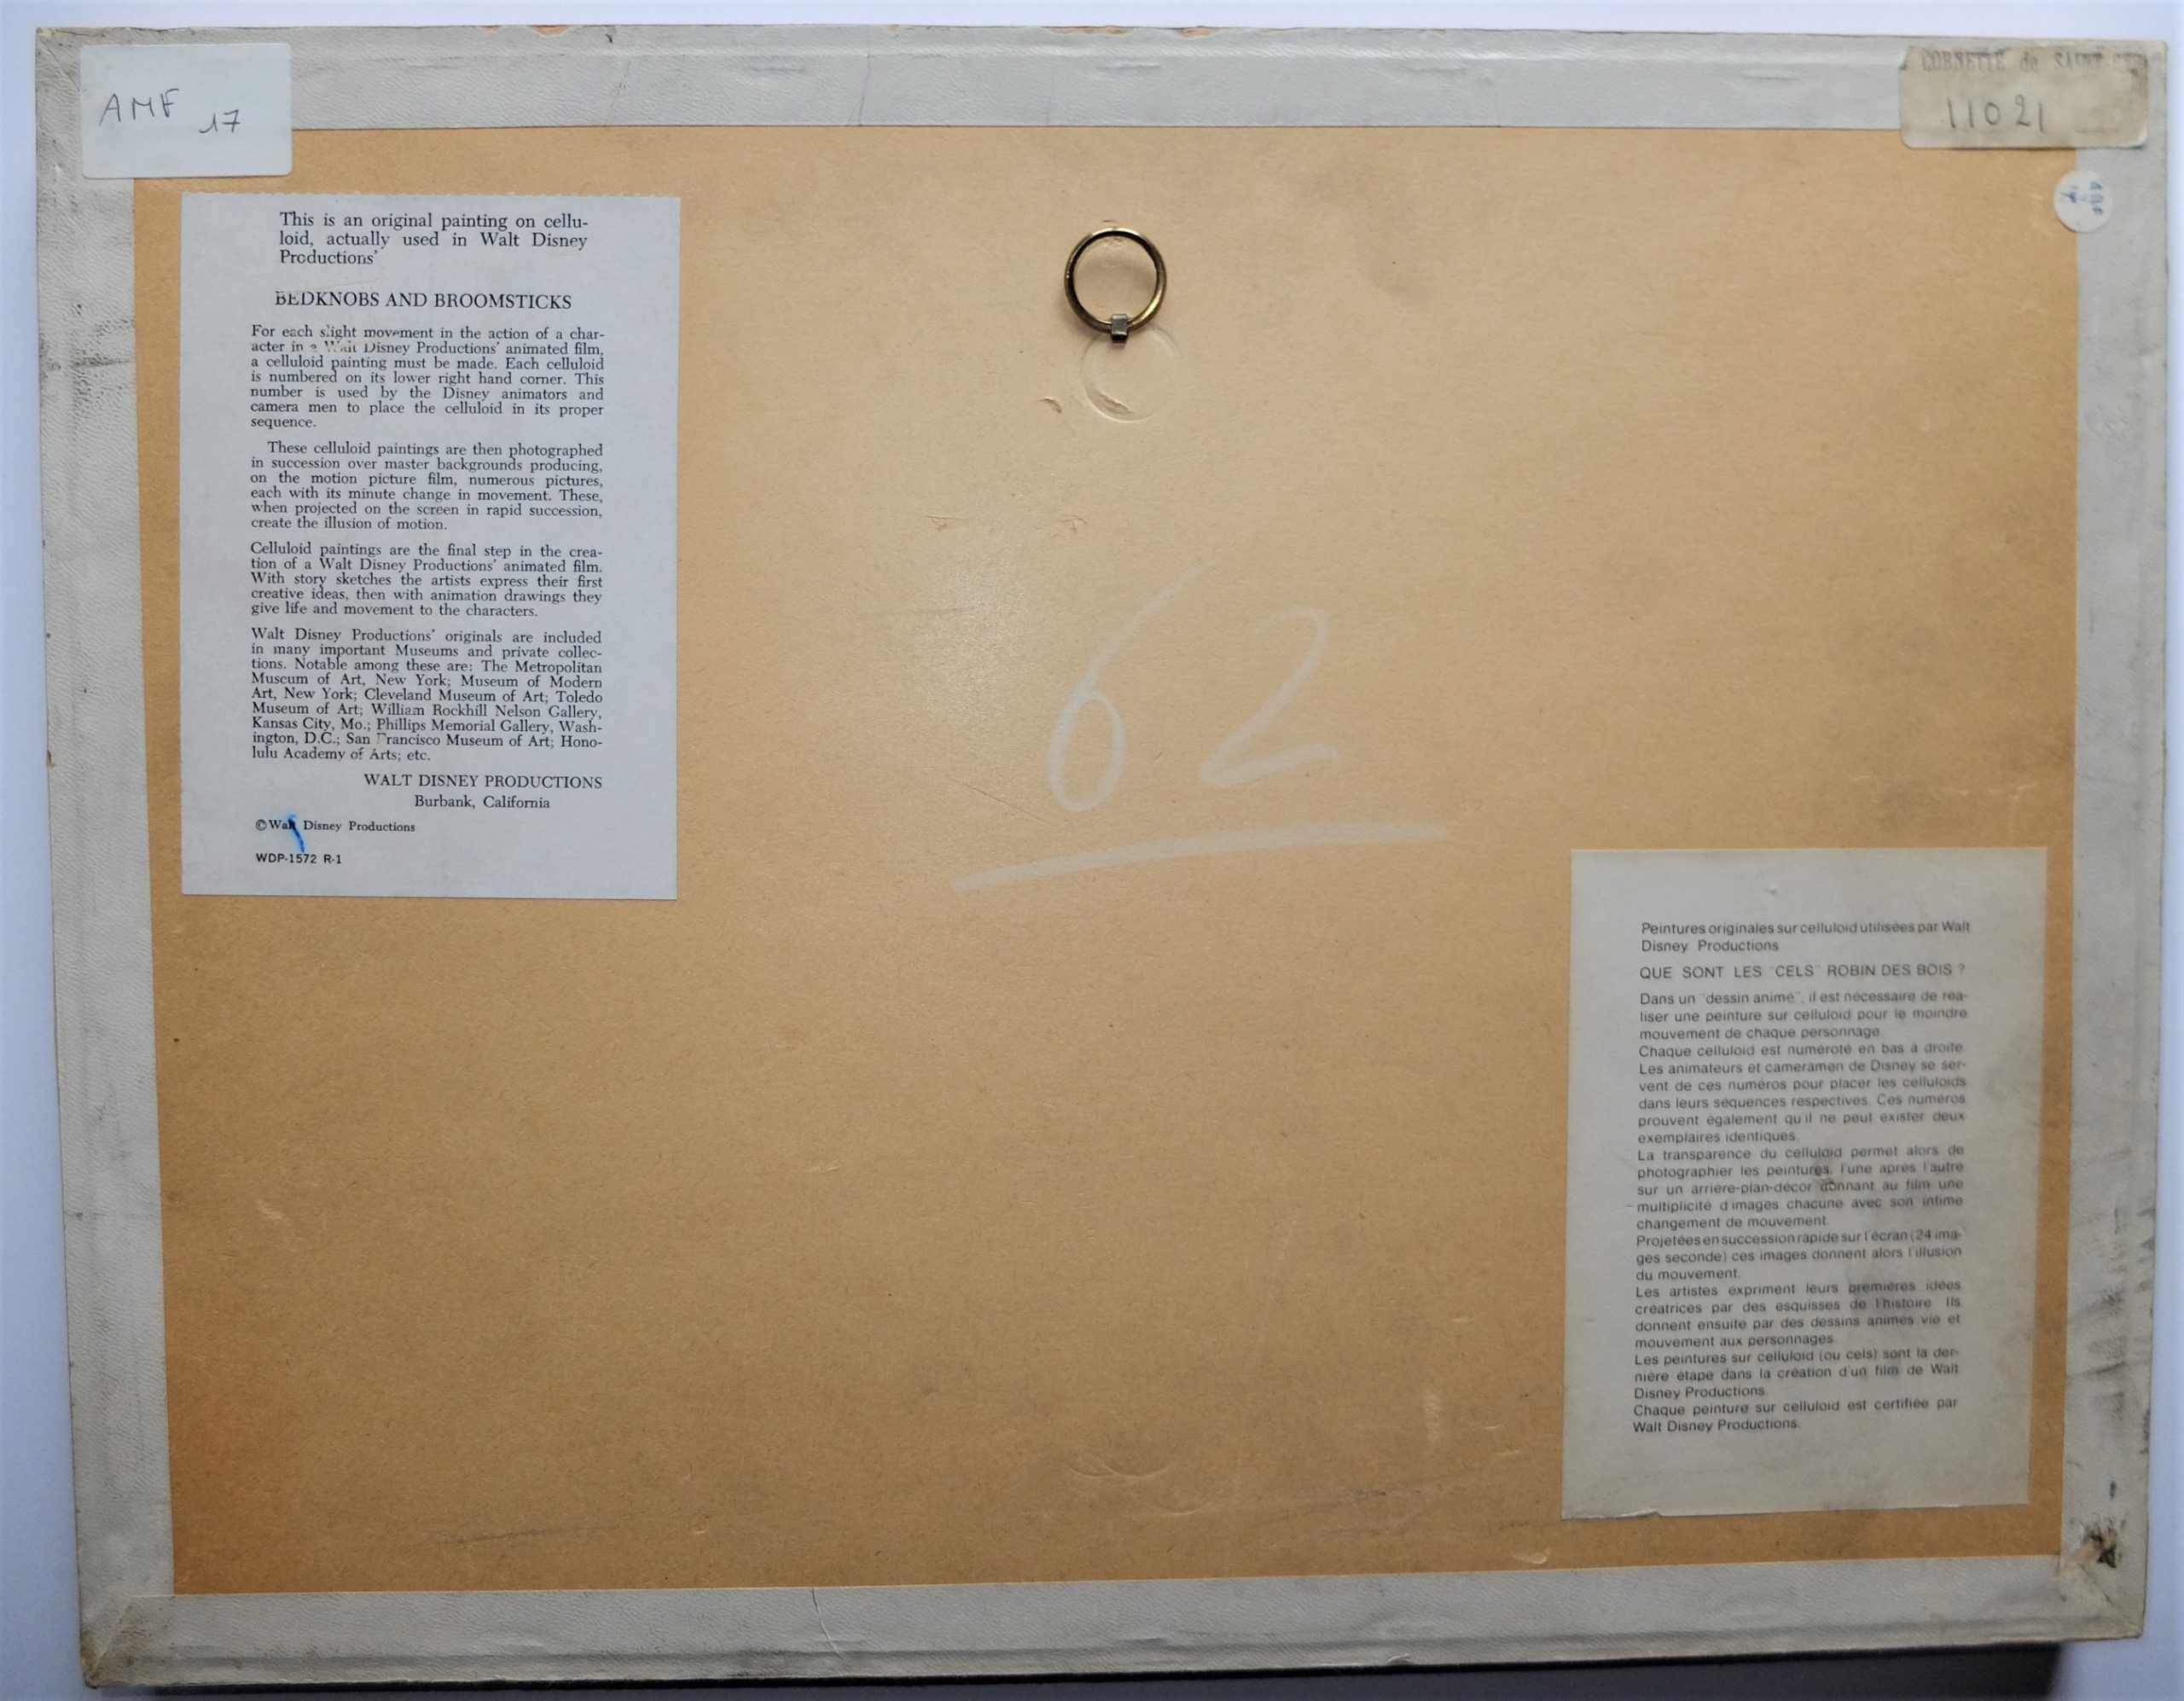 AMF 17
CORNETTE de SAINT CYR
11021
This is an original painting on cellu-
loid, actually used in Walt Disney
Productions'
BEDKNOBS AND BROOMSTICKS
For each slight movement in the action of a char-
acter in a Walt Disney Productions' animated film,
a celluloid painting must be made. Each celluloid
is numbered on its lower right hand corner. This
number is used by the Disney animators and
camera men to place the celluloid in its proper
sequence.
These celluloid paintings are then photographed
in succession over master backgrounds producing,
on the motion picture film, numerous pictures,
each with its minute change in movement. These,
when projected on the screen in rapid succession,
create the illusion of motion.
Celluloid paintings are the final step in the crea-
tion of a Walt Disney Productions' animated film.
With story sketches the artists express their first
creative ideas, then with animation drawings they
give life and movement to the characters.
Walt Disney Productions' originals are included
in many important Museums and private collec-
tions. Notable among these are: The Metropolitan
Museum of Art, New York; Museum of Modern
Art, New York; Cleveland Museum of Art; Toledo
Museum of Art; William Rockhill Nelson Gallery,
Kansas City, Mo.; Phillips Memorial Gallery, Wash-
ington, D.C.; San Francisco Museum of Art; Hono-
lulu Academy of Arts; etc.
WALT DISNEY PRODUCTIONS
Burbank, California
©Walt Disney Productions
WDP-1572 R-1
62
Peintures originales sur celluloid utilisées par Walt
Disney Productions
QUE SONT LES "CELS" ROBIN DES BOIS ?
Dans un "dessin animé", il est nécessaire de réa-
liser une peinture sur celluloid pour le moindre
mouvement de chaque personnage.
Chaque celluloid est numéroté en bas à droite.
Les animateurs et cameramen de Disney se ser-
vent de ces numéros pour placer les celluloids
dans leurs séquences respectives. Ces numéros
prouvent également qu'il ne peut exister deux
exemplaires identiques.
La transparence du celluloid permet alors de
photographier les peintures, l'une après l'autre
sur un arrière-plan-décor donnant au film une
multiplicité d'images chacune avec son infime
changement de mouvement.
Projetées en succession rapide sur l'écran (24 ima-
ges seconde) ces images donnent alors l'illusion
du mouvement.
Les artistes expriment leurs premières idées
créatrices par des esquisses de l'histoire. Ils
donnent ensuite par des dessins animés vie et
mouvement aux personnages.
Les peintures sur celluloid (ou cels) sont la der-
nière étape dans la création d'un film de Walt
Disney Productions.
Chaque peinture sur celluloid est certifiée par
Walt Disney Productions.